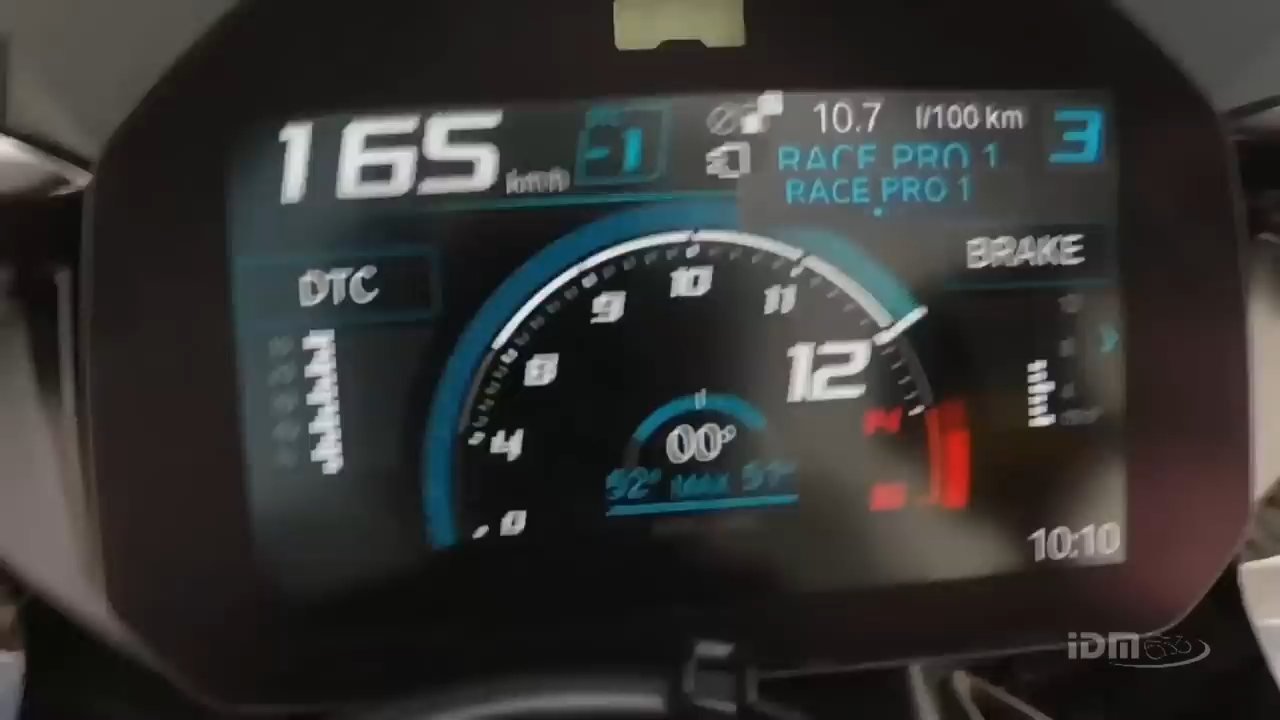 165 km/h -1 10.7 l/100 km 3
RACE PRO 1
RACE PRO 1
DTC
BRAKE
9 10 11
8 12
4
0
00°
52° MAX
10:10
iDM